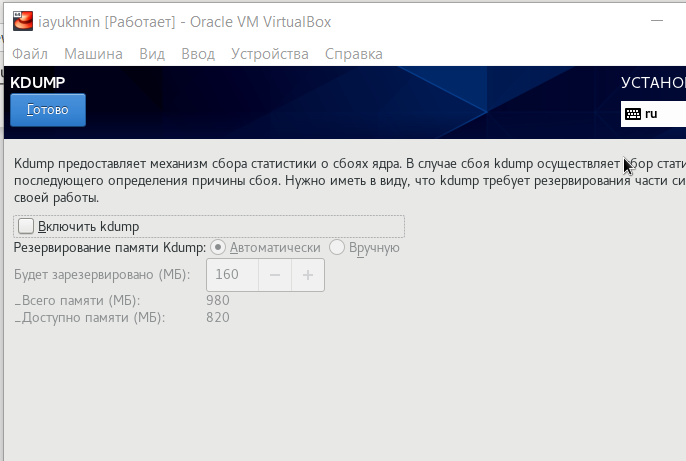 iayukhnin [Работает] - Oracle VM VirtualBox
Файл Машина Вид Ввод Устройства Справка
KDUMP
УСТАНО
Готово
ru
Kdump предоставляет механизм сбора статистики о сбоях ядра. В случае сбоя kdump осуществляет сбор стати
последующего определения причины сбоя. Нужно иметь в виду, что kdump требует резервирования части си
своей работы.
Включить kdump
Резервирование памяти Kdump: Автоматически Вручную
Будет зарезервировано (МБ): 160 − +
_Всего памяти (МБ): 980
_Доступно памяти (МБ): 820